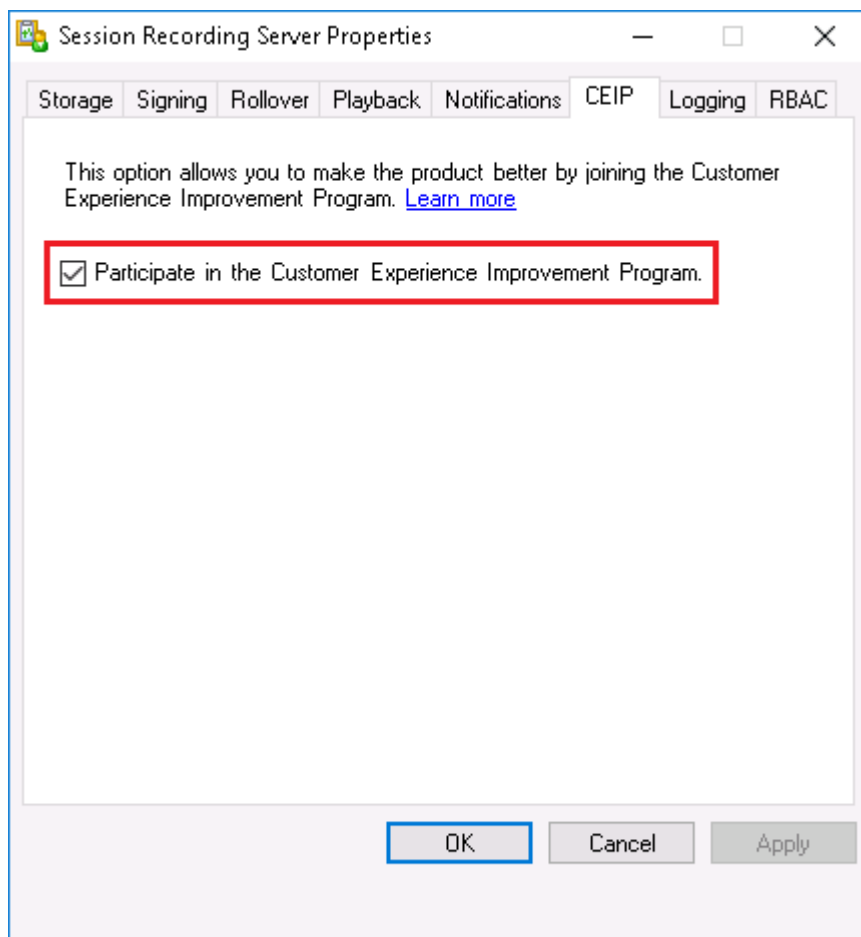 Session Recording Server Properties
Storage Signing Rollover Playback Notifications CEIP Logging RBAC
This option allows you to make the product better by joining the Customer
Experience Improvement Program. Learn more
Participate in the Customer Experience Improvement Program.
OK Cancel Apply